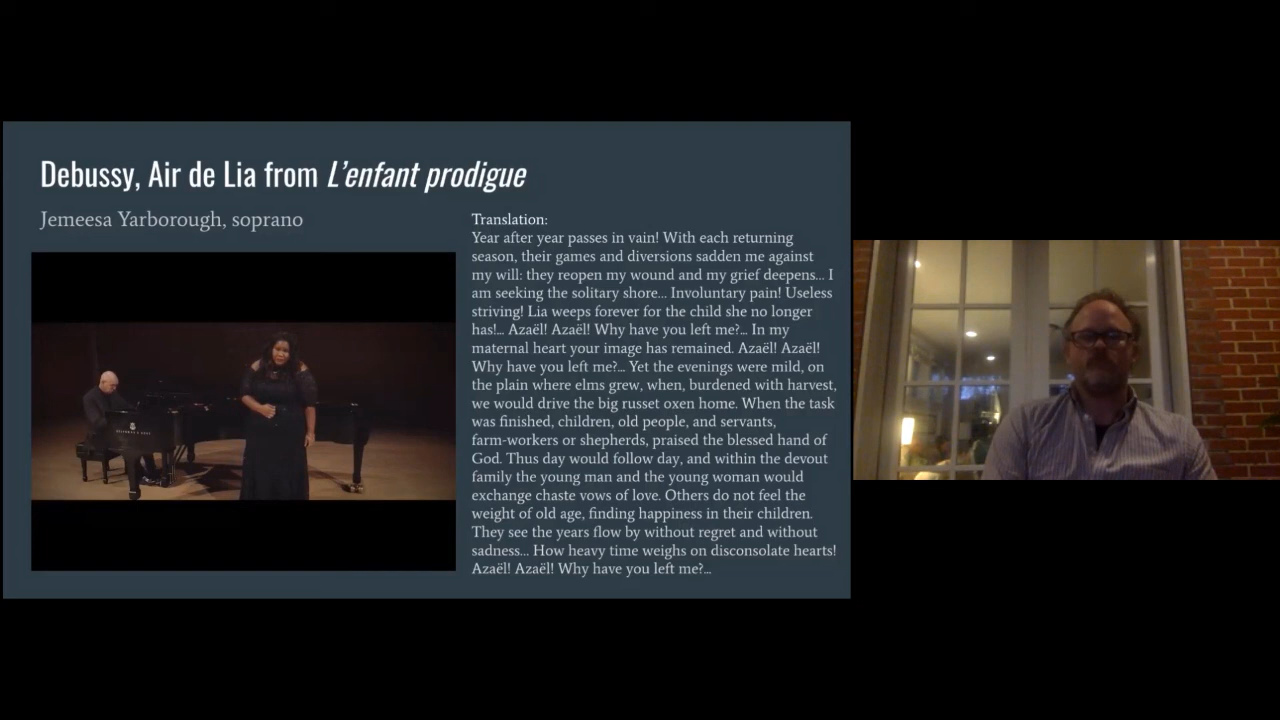 Debussy, Air de Lia from L'enfant prodigue
Jemeesa Yarborough, soprano
Translation:
Year after year passes in vain! With each returning
season, their games and diversions sadden me against
my will: they reopen my wound and my grief deepens... I
am seeking the solitary shore... Involuntary pain! Useless
striving! Lia weeps forever for the child she no longer
has!... Azaël! Azaël! Why have you left me?... In my
maternal heart your image has remained. Azaël! Azaël!
Why have you left me?... Yet the evenings were mild, on
the plain where elms grew, when, burdened with harvest,
we would drive the big russet oxen home. When the task
was finished, children, old people, and servants,
farm-workers or shepherds, praised the blessed hand of
God. Thus day would follow day, and within the devout
family the young man and the young woman would
exchange chaste vows of love. Others do not feel the
weight of old age, finding happiness in their children.
They see the years flow by without regret and without
sadness... How heavy time weighs on disconsolate hearts!
Azaël! Azaël! Why have you left me?...